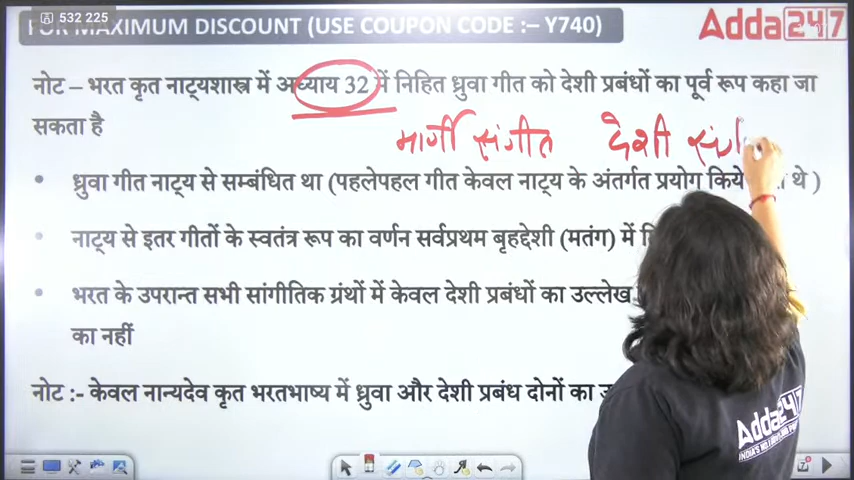 532 225
FOR MAXIMUM DISCOUNT (USE COUPON CODE :– Y740)
Adda247
नोट – भरत कृत नाट्यशास्त्र में अध्याय 32 में निहित ध्रुवा गीत को देशी प्रबंधों का पूर्व रूप कहा जा
सकता है
मार्गी संगीत देशी
• ध्रुवा गीत नाट्य से सम्बंधित था (पहलेपहल गीत केवल नाट्य के अंतर्गत प्रयोग किये थे )
• नाट्य से इतर गीतों के स्वतंत्र रूप का वर्णन सर्वप्रथम बृहद्देशी (मतंग) में
• भरत के उपरान्त सभी सांगीतिक ग्रंथों में केवल देशी प्रबंधों का उल्लेख
का नहीं
नोट :- केवल नान्यदेव कृत भरतभाष्य में ध्रुवा और देशी प्रबंध दोनों का
Adda247